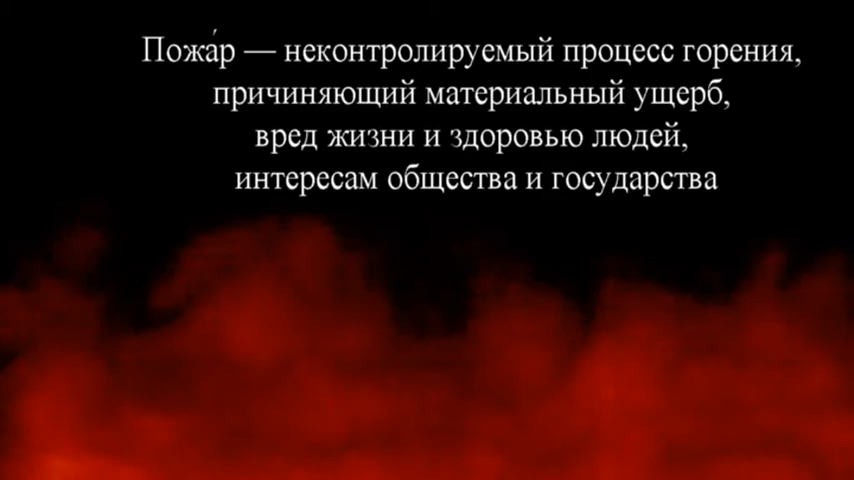 Пожа́р — неконтролируемый процесс горения,
причиняющий материальный ущерб,
вред жизни и здоровью людей,
интересам общества и государства